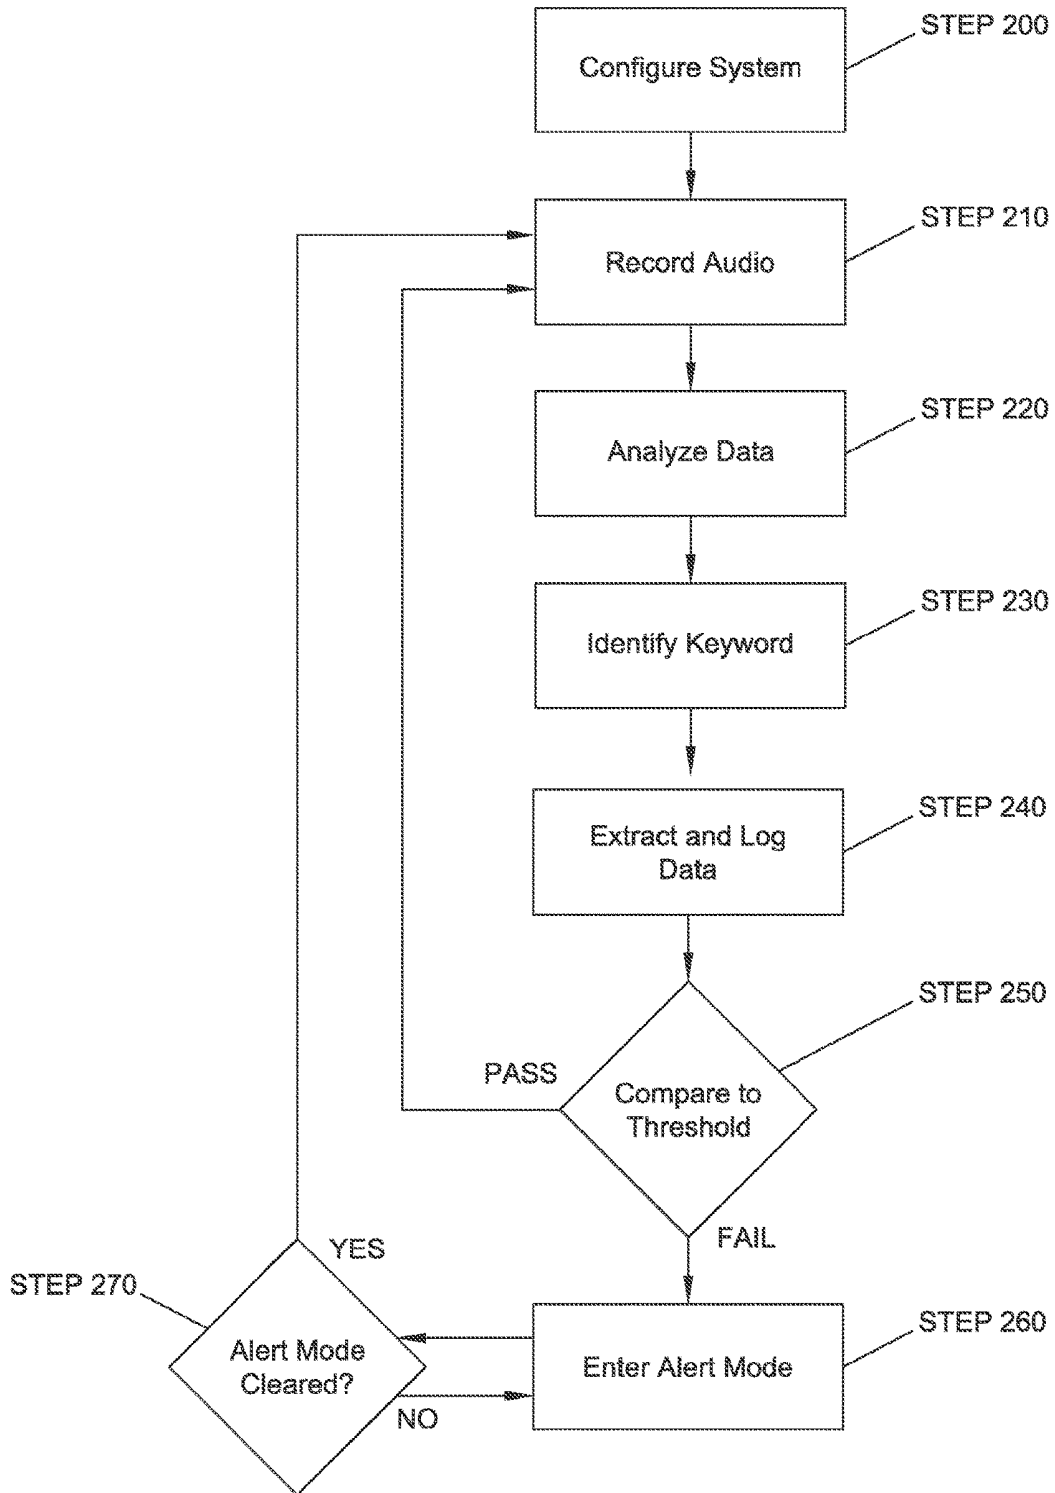 STEP 200
Configure System
STEP 210
Record Audio
STEP 220
Analyze Data
STEP 230
Identify Keyword
STEP 240
Extract and Log
Data
STEP 250
PASS
Compare to
Threshold
FAIL
YES
STEP 270
STEP 260
Alert Mode
Cleared?
Enter Alert Mode
NO